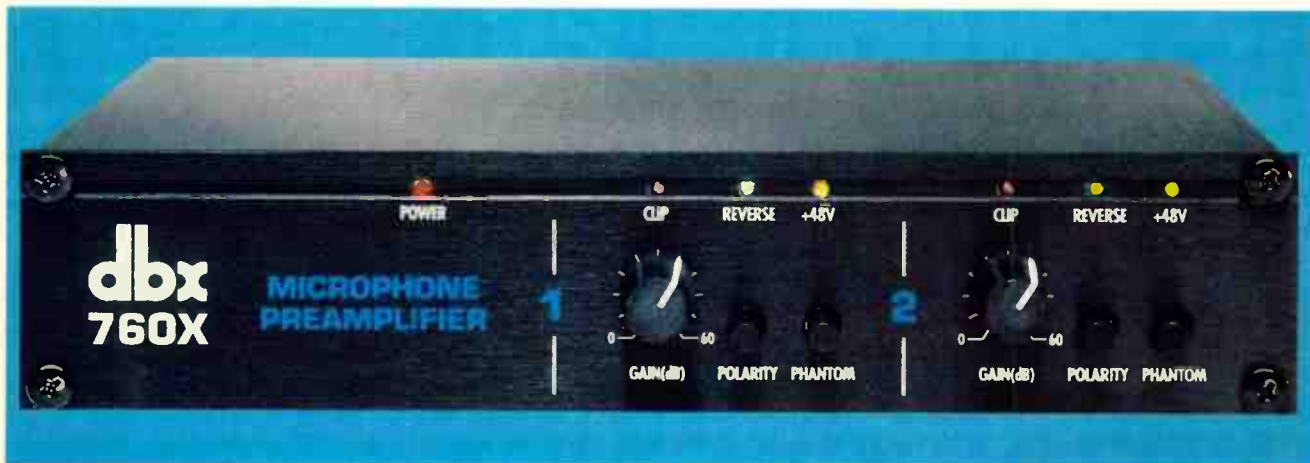 POWER CLIP REVERSE +48V CLIP REVERSE +48V
dbx
760X
MICROPHONE
PREAMPLIFIER
1
0 60
GAIN(dB) POLARITY PHANTOM
2
0 60
GAIN(dB) POLARITY PHANTOM